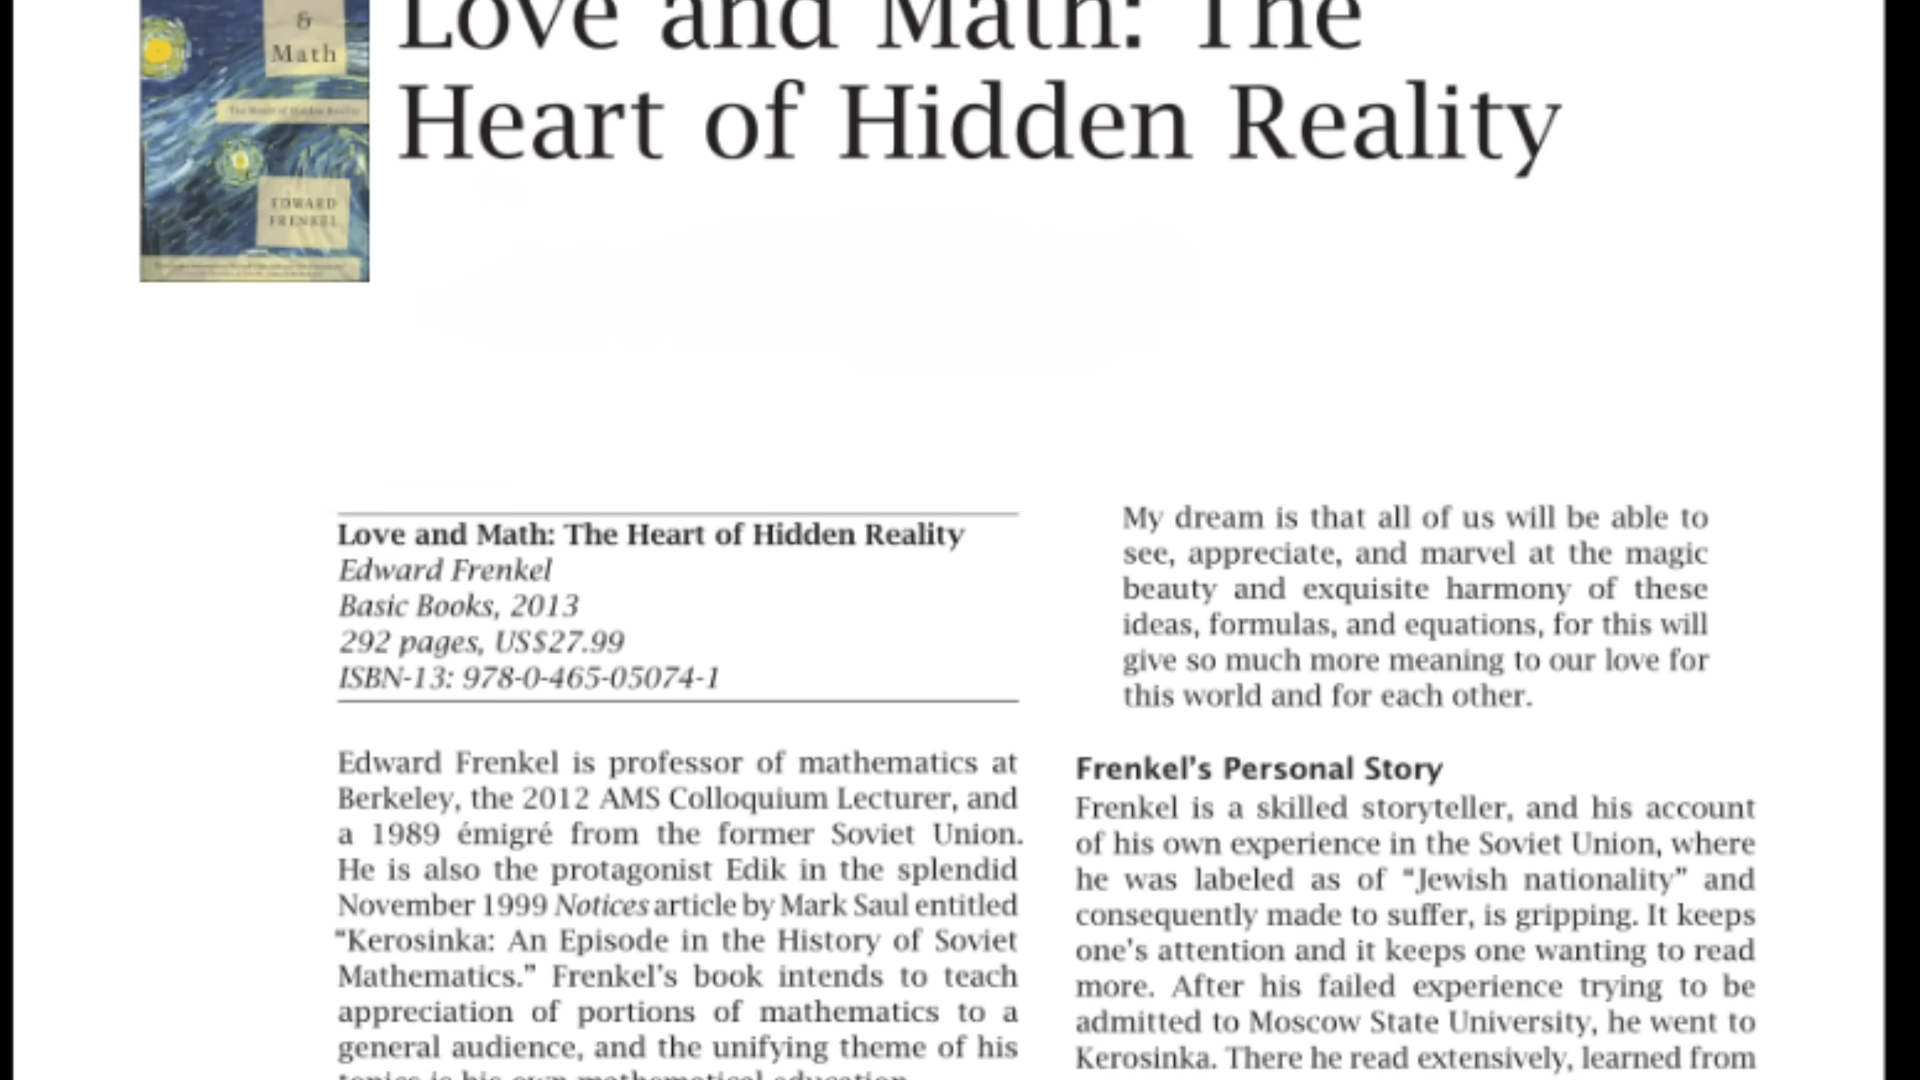 &
Math
The Heart of Hidden Reality
EDWARD
FRENKEL
Love and Math: The
Heart of Hidden Reality
Love and Math: The Heart of Hidden Reality
Edward Frenkel
Basic Books, 2013
292 pages, US$27.99
ISBN-13: 978-0-465-05074-1
Edward Frenkel is professor of mathematics at
Berkeley, the 2012 AMS Colloquium Lecturer, and
a 1989 émigré from the former Soviet Union.
He is also the protagonist Edik in the splendid
November 1999 Notices article by Mark Saul entitled
“Kerosinka: An Episode in the History of Soviet
Mathematics.” Frenkel’s book intends to teach
appreciation of portions of mathematics to a
general audience, and the unifying theme of his
topics is his own mathematical education.
My dream is that all of us will be able to
see, appreciate, and marvel at the magic
beauty and exquisite harmony of these
ideas, formulas, and equations, for this will
give so much more meaning to our love for
this world and for each other.
Frenkel’s Personal Story
Frenkel is a skilled storyteller, and his account
of his own experience in the Soviet Union, where
he was labeled as of “Jewish nationality” and
consequently made to suffer, is gripping. It keeps
one’s attention and it keeps one wanting to read
more. After his failed experience trying to be
admitted to Moscow State University, he went to
Kerosinka. There he read extensively, learned from